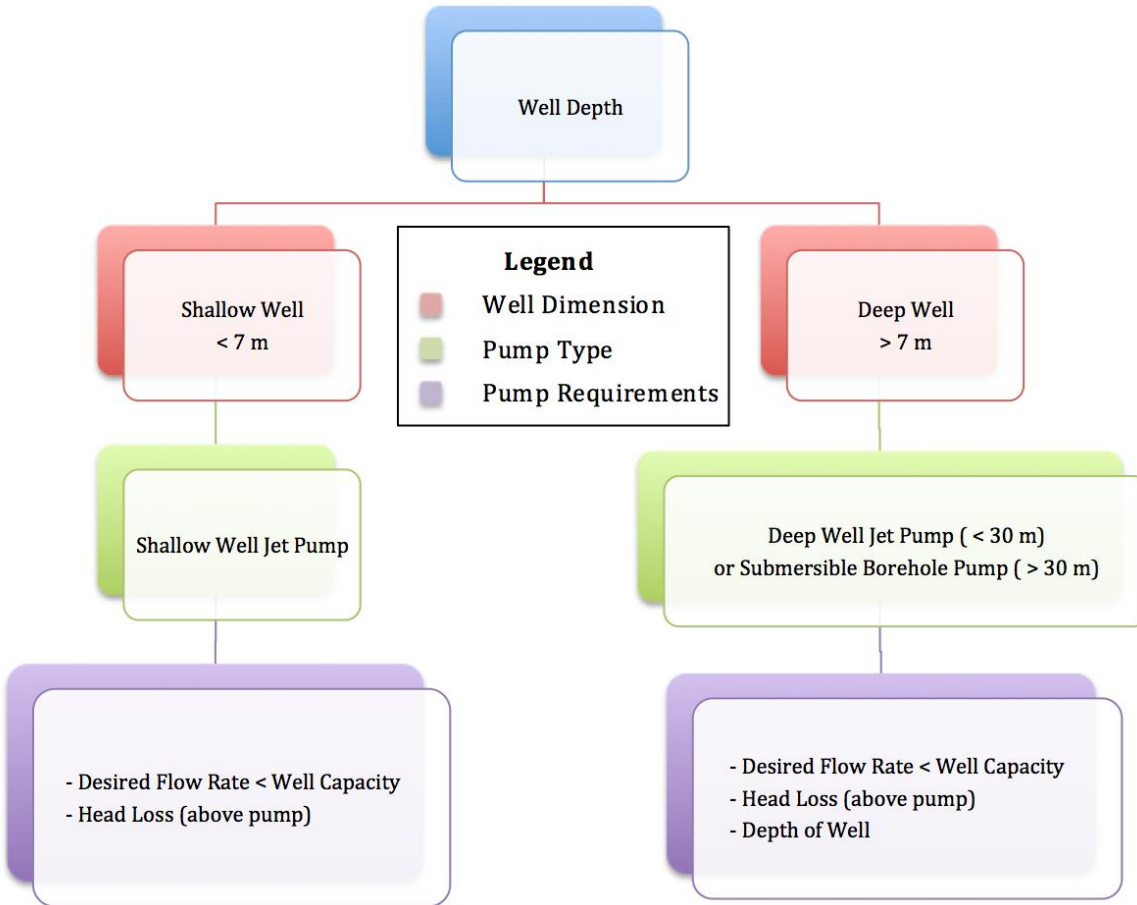 Well Depth
Shallow Well
< 7 m
Legend
Well Dimension
Pump Type
Pump Requirements
Deep Well
> 7 m
Shallow Well Jet Pump
Deep Well Jet Pump ( < 30 m)
or Submersible Borehole Pump ( > 30 m)
- Desired Flow Rate < Well Capacity
- Head Loss (above pump)
- Desired Flow Rate < Well Capacity
- Head Loss (above pump)
- Depth of Well